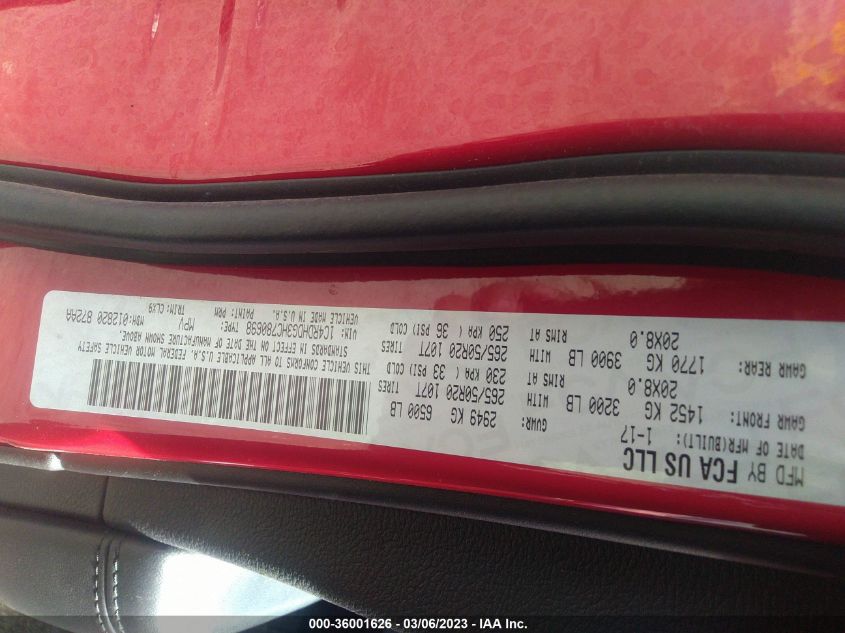 MFD BY FCA US LLC
DATE OF MFR(BUILT): 1-17
GVWR: 2949 KG 6500 LB
GAWR FRONT: 1452 KG 3200 LB WITH 265/50R20 107T TIRES
20X8.0 RIMS AT 230 KPA ( 33 PSI) COLD
GAWR REAR: 1770 KG 3900 LB WITH 265/50R20 107T TIRES
20X8.0 RIMS AT 250 KPA ( 36 PSI) COLD
THIS VEHICLE CONFORMS TO ALL APPLICABLE U.S.A. FEDERAL MOTOR VEHICLE SAFETY
STANDARDS IN EFFECT ON THE DATE OF MANUFACTURE SHOWN ABOVE.
VIN: 1C4RDHDG3HC780698 TYPE: MPV
VEHICLE MADE IN U.S.A. PAINT: PRM TRIM: CLX9
MDH: 012820 872AA
000-36001626 - 03/06/2023 - IAA Inc.